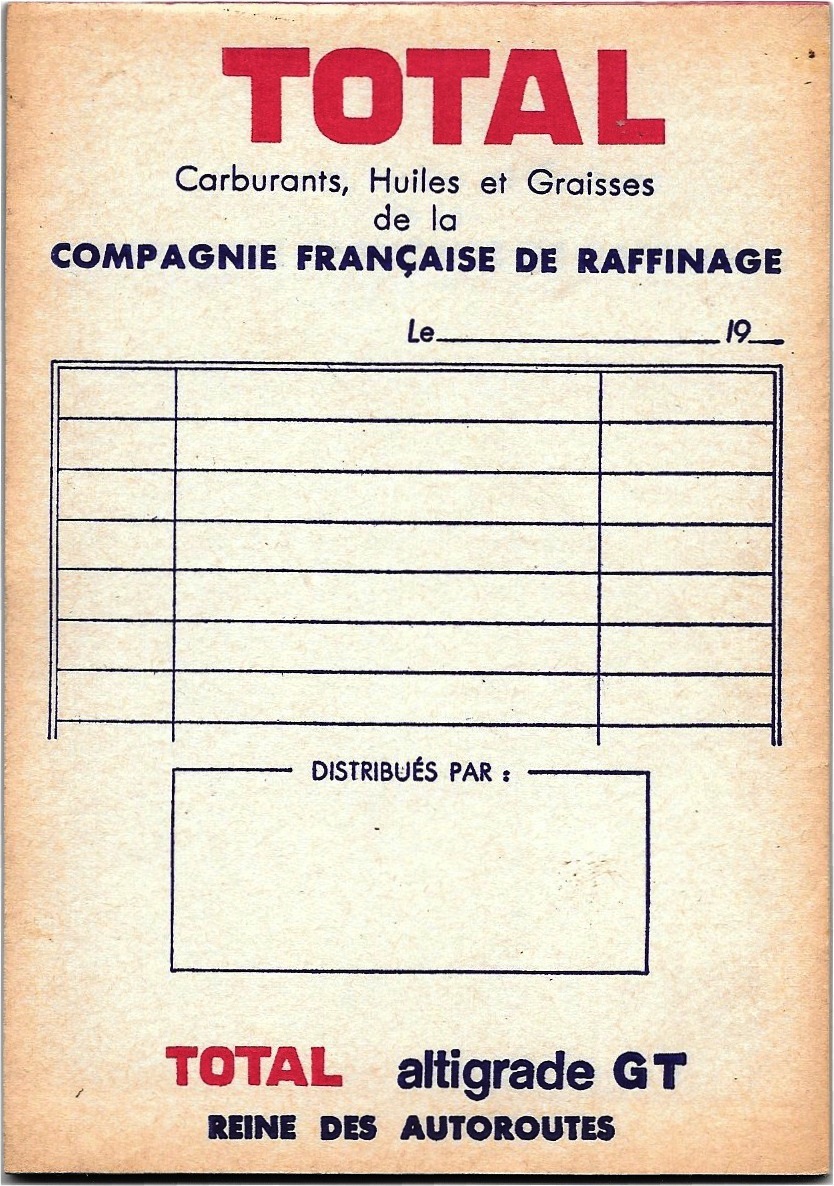 TOTAL
Carburants, Huiles et Graisses
de la
COMPAGNIE FRANÇAISE DE RAFFINAGE
Le 19
DISTRIBUÉS PAR :
TOTAL altigrade GT
REINE DES AUTOROUTES